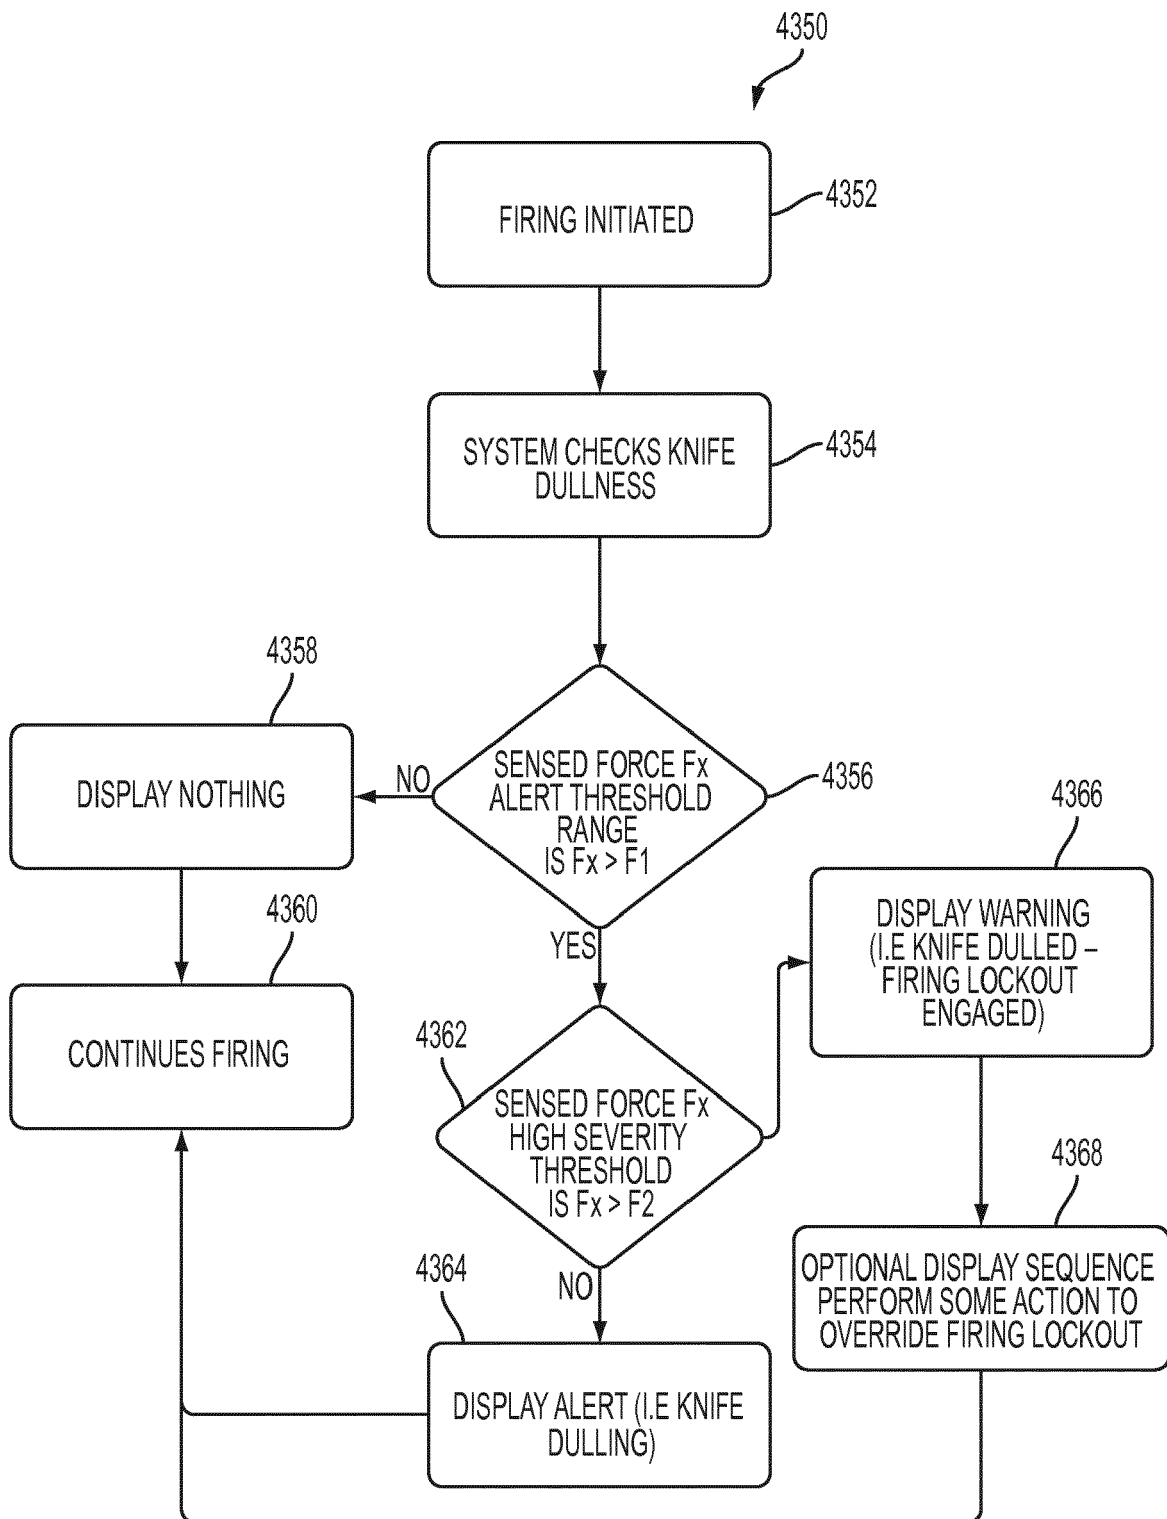 4350
FIRING INITIATED
4352
SYSTEM CHECKS KNIFE
DULLNESS
4354
4358
DISPLAY NOTHING
NO
SENSED FORCE Fx
ALERT THRESHOLD
RANGE
IS Fx > F1
4356
4360
CONTINUES FIRING
YES
4366
DISPLAY WARNING
(I.E KNIFE DULLED –
FIRING LOCKOUT
ENGAGED)
4362
SENSED FORCE Fx
HIGH SEVERITY
THRESHOLD
IS Fx > F2
4368
OPTIONAL DISPLAY SEQUENCE
PERFORM SOME ACTION TO
OVERRIDE FIRING LOCKOUT
NO
4364
DISPLAY ALERT (I.E KNIFE
DULLING)